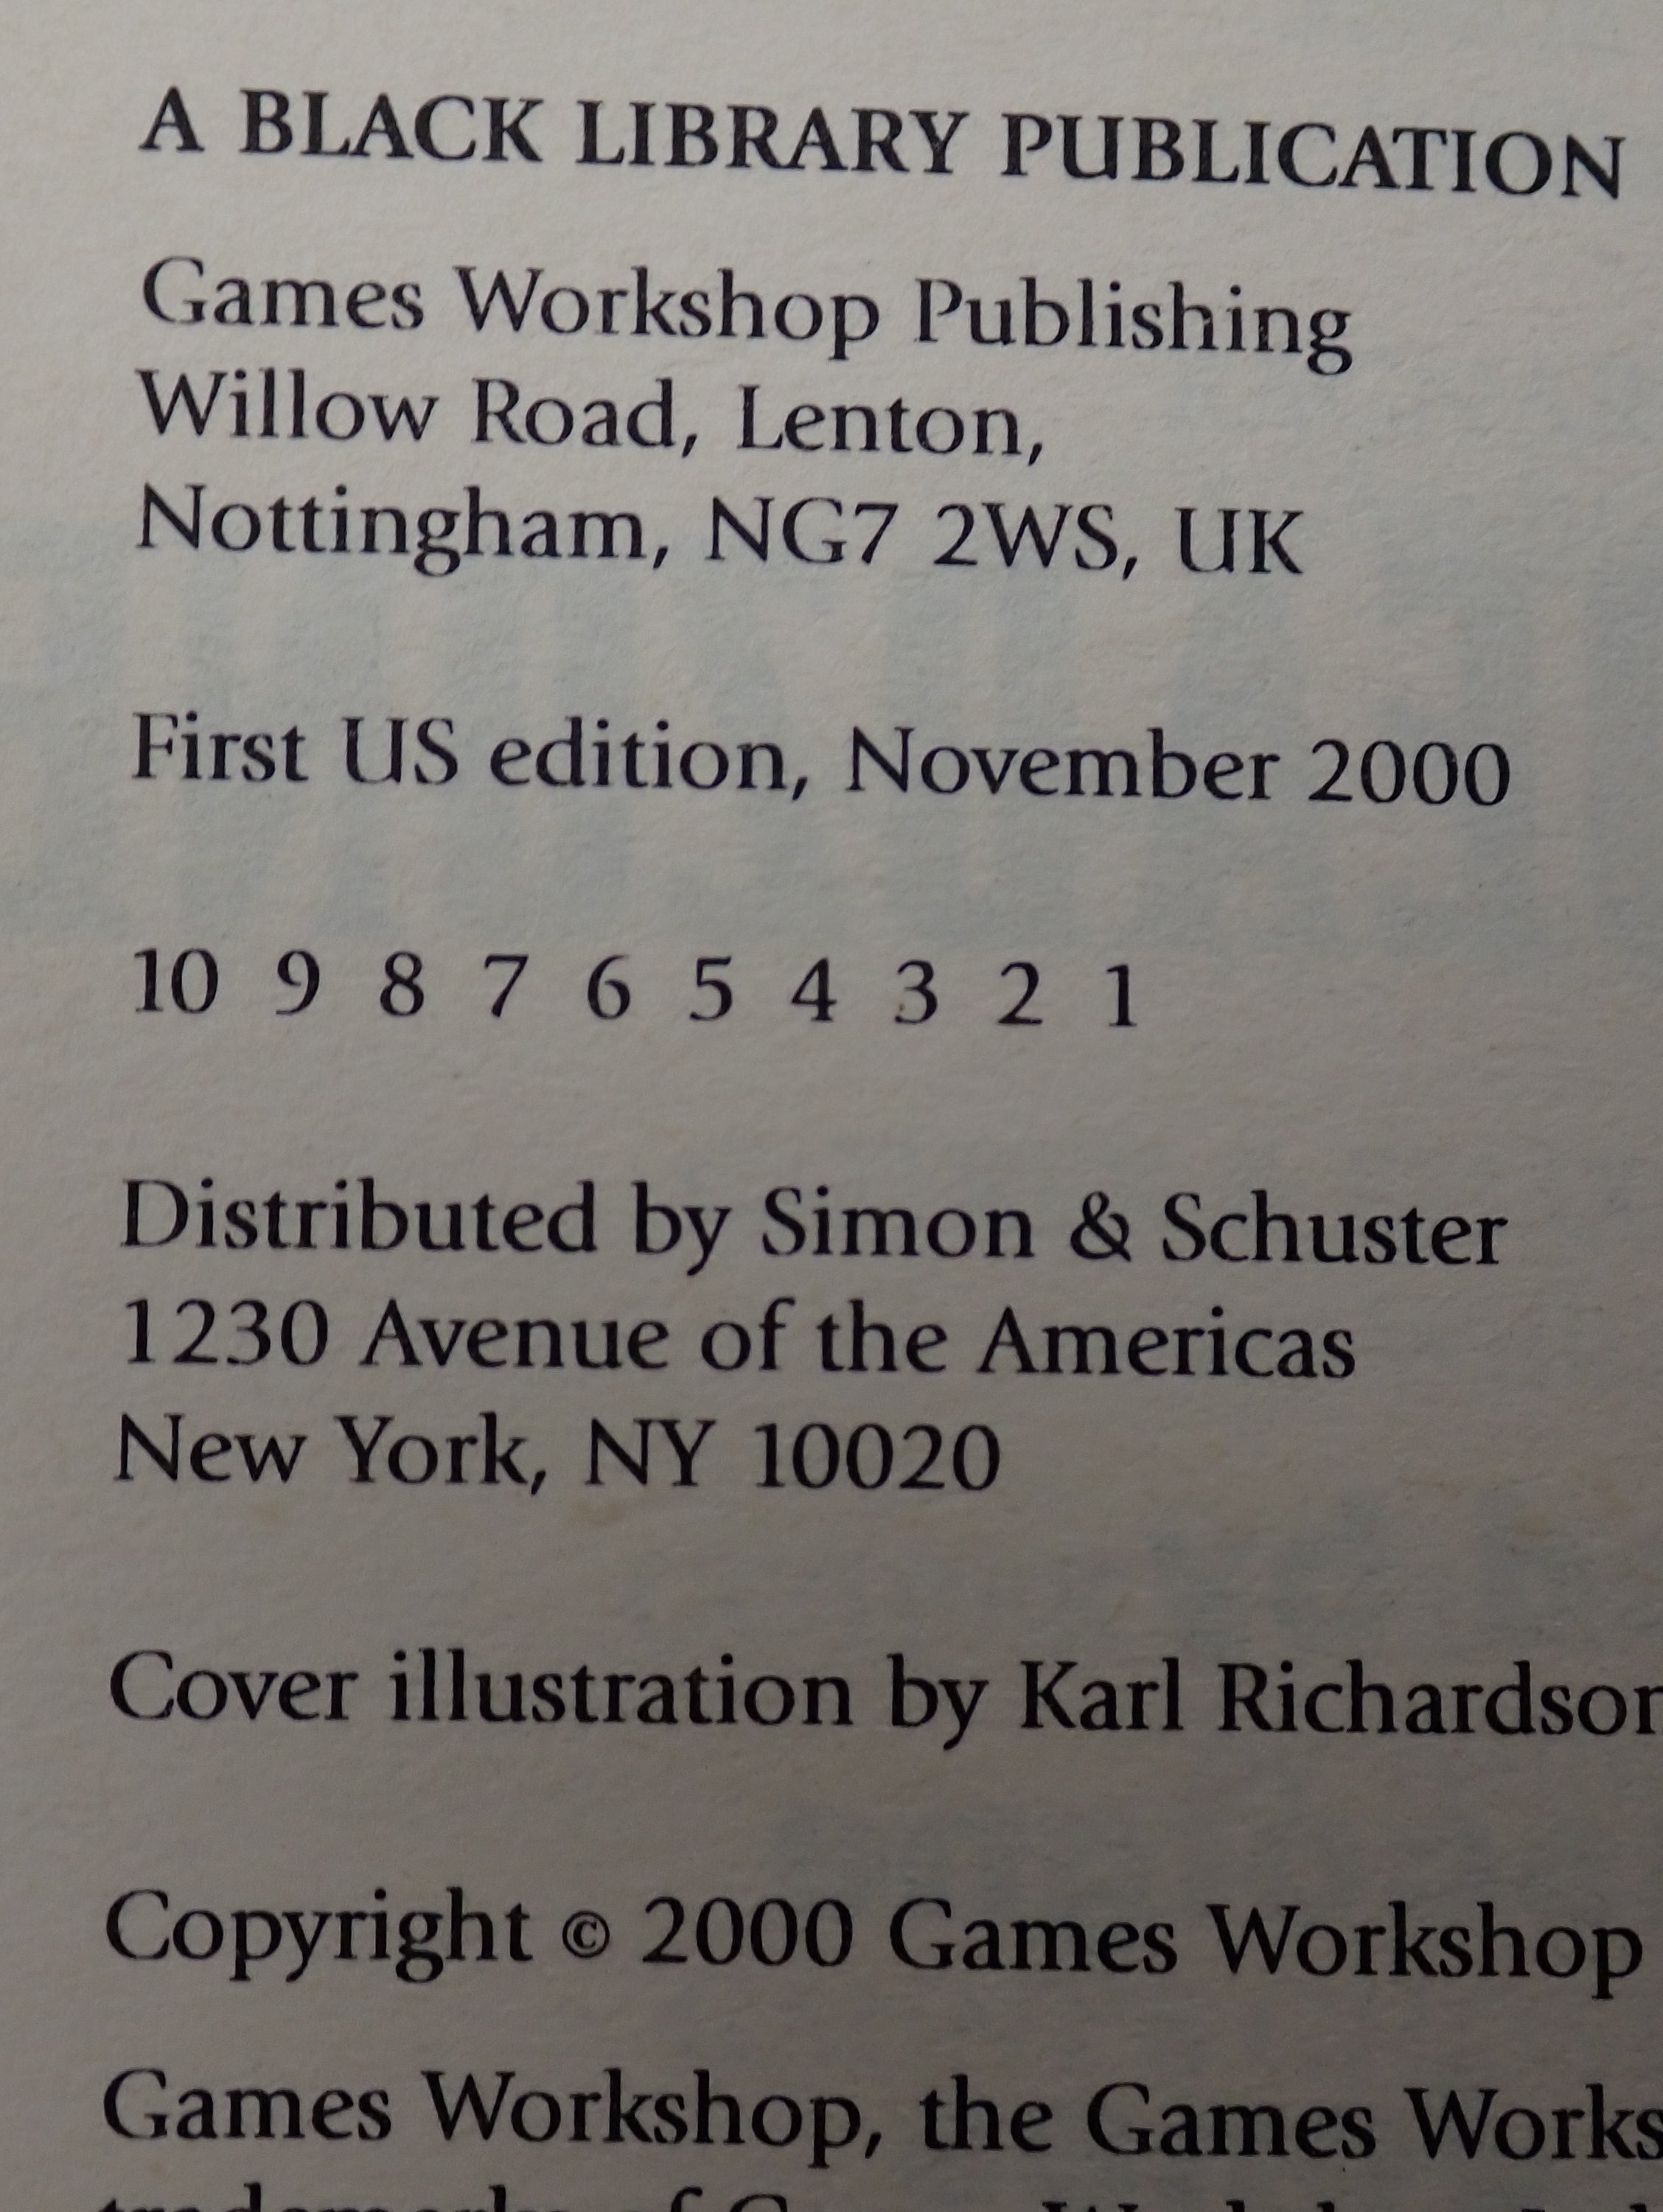 A BLACK LIBRARY PUBLICATION
Games Workshop Publishing
Willow Road, Lenton,
Nottingham, NG7 2WS, UK
First US edition, November 2000
10 9 8 7 6 5 4 3 2 1
Distributed by Simon & Schuster
1230 Avenue of the Americas
New York, NY 10020
Cover illustration by Karl Richardson
Copyright © 2000 Games Workshop
Games Workshop, the Games Works